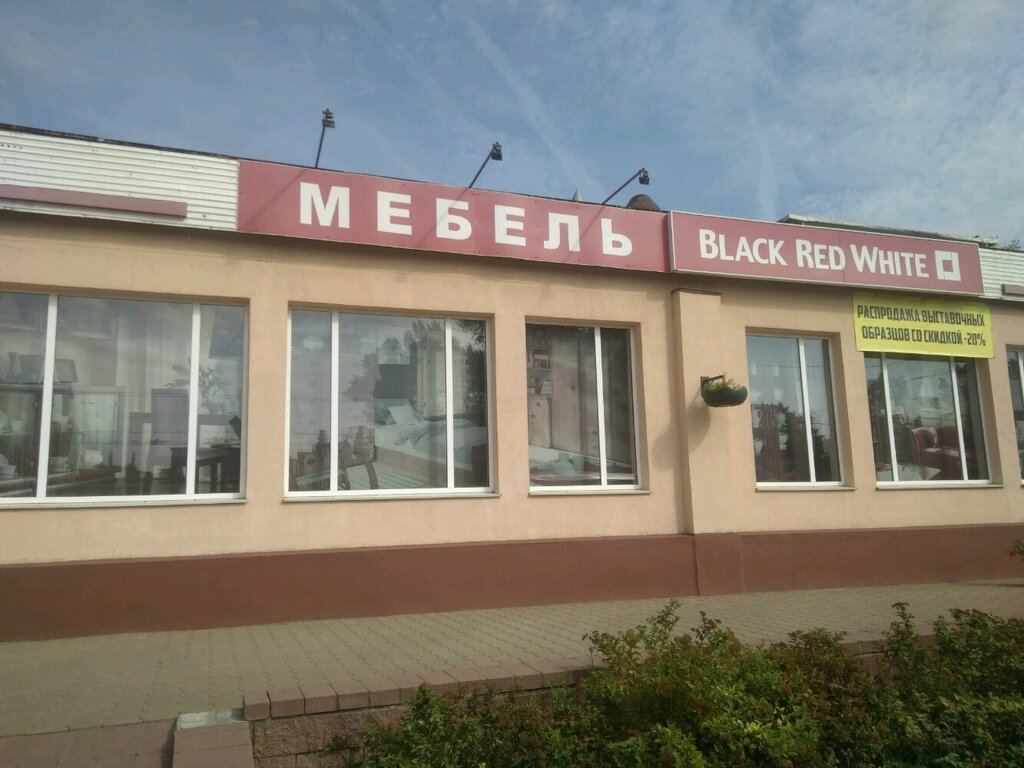 МЕБЕЛЬ
BLACK RED WHITE
РАСПРОДАЖА ВЫСТАВОЧНЫХ
ОБРАЗЦОВ СО СКИДКОЙ -20%